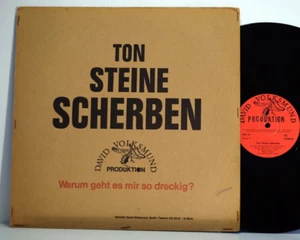 TON
STEINE
SCHERBEN
DAVID VOLKSMUND
PRODUKTION
Warum geht es mir so dreckig?
DAVID VOLKSMUND
PRODUKTION